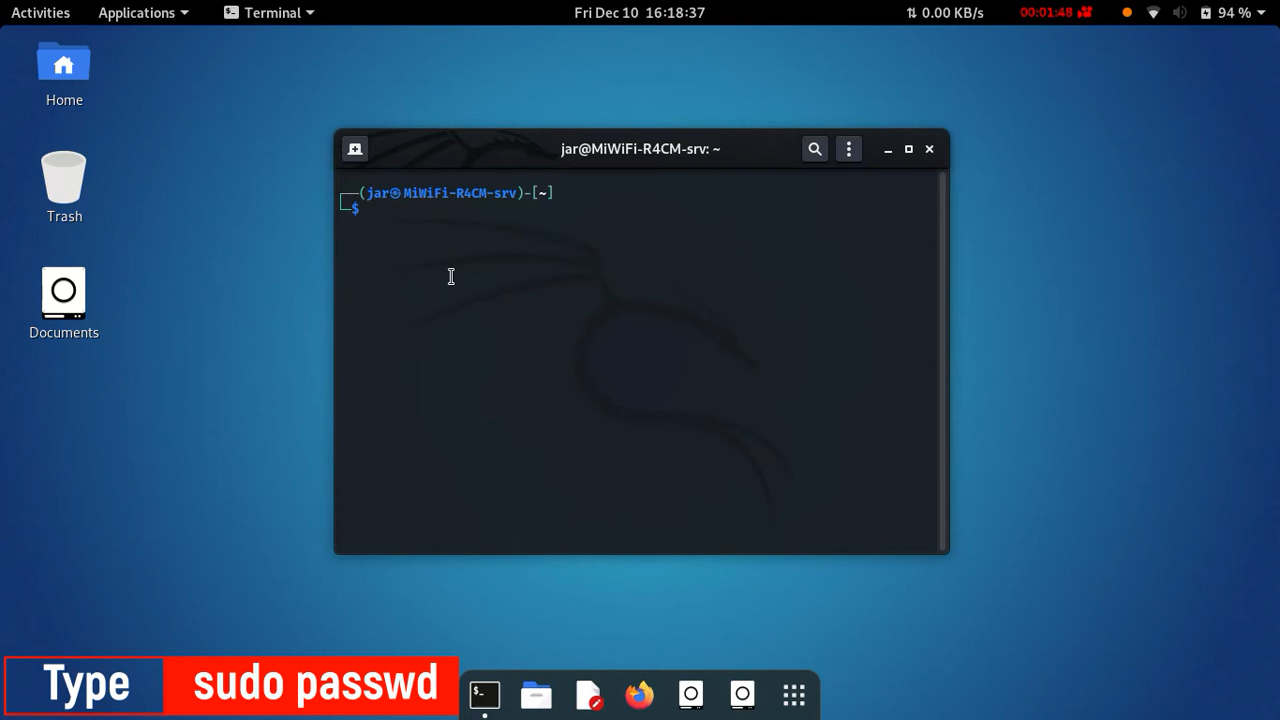 Activities Applications Terminal Fri Dec 10 16:18:37 0.00 KB/s 00:01:48 94 %
Home
Trash
Documents
jar@MiWiFi-R4CM-srv: ~
┌──(jar㉿MiWiFi-R4CM-srv)-[~]
└─$
Type sudo passwd